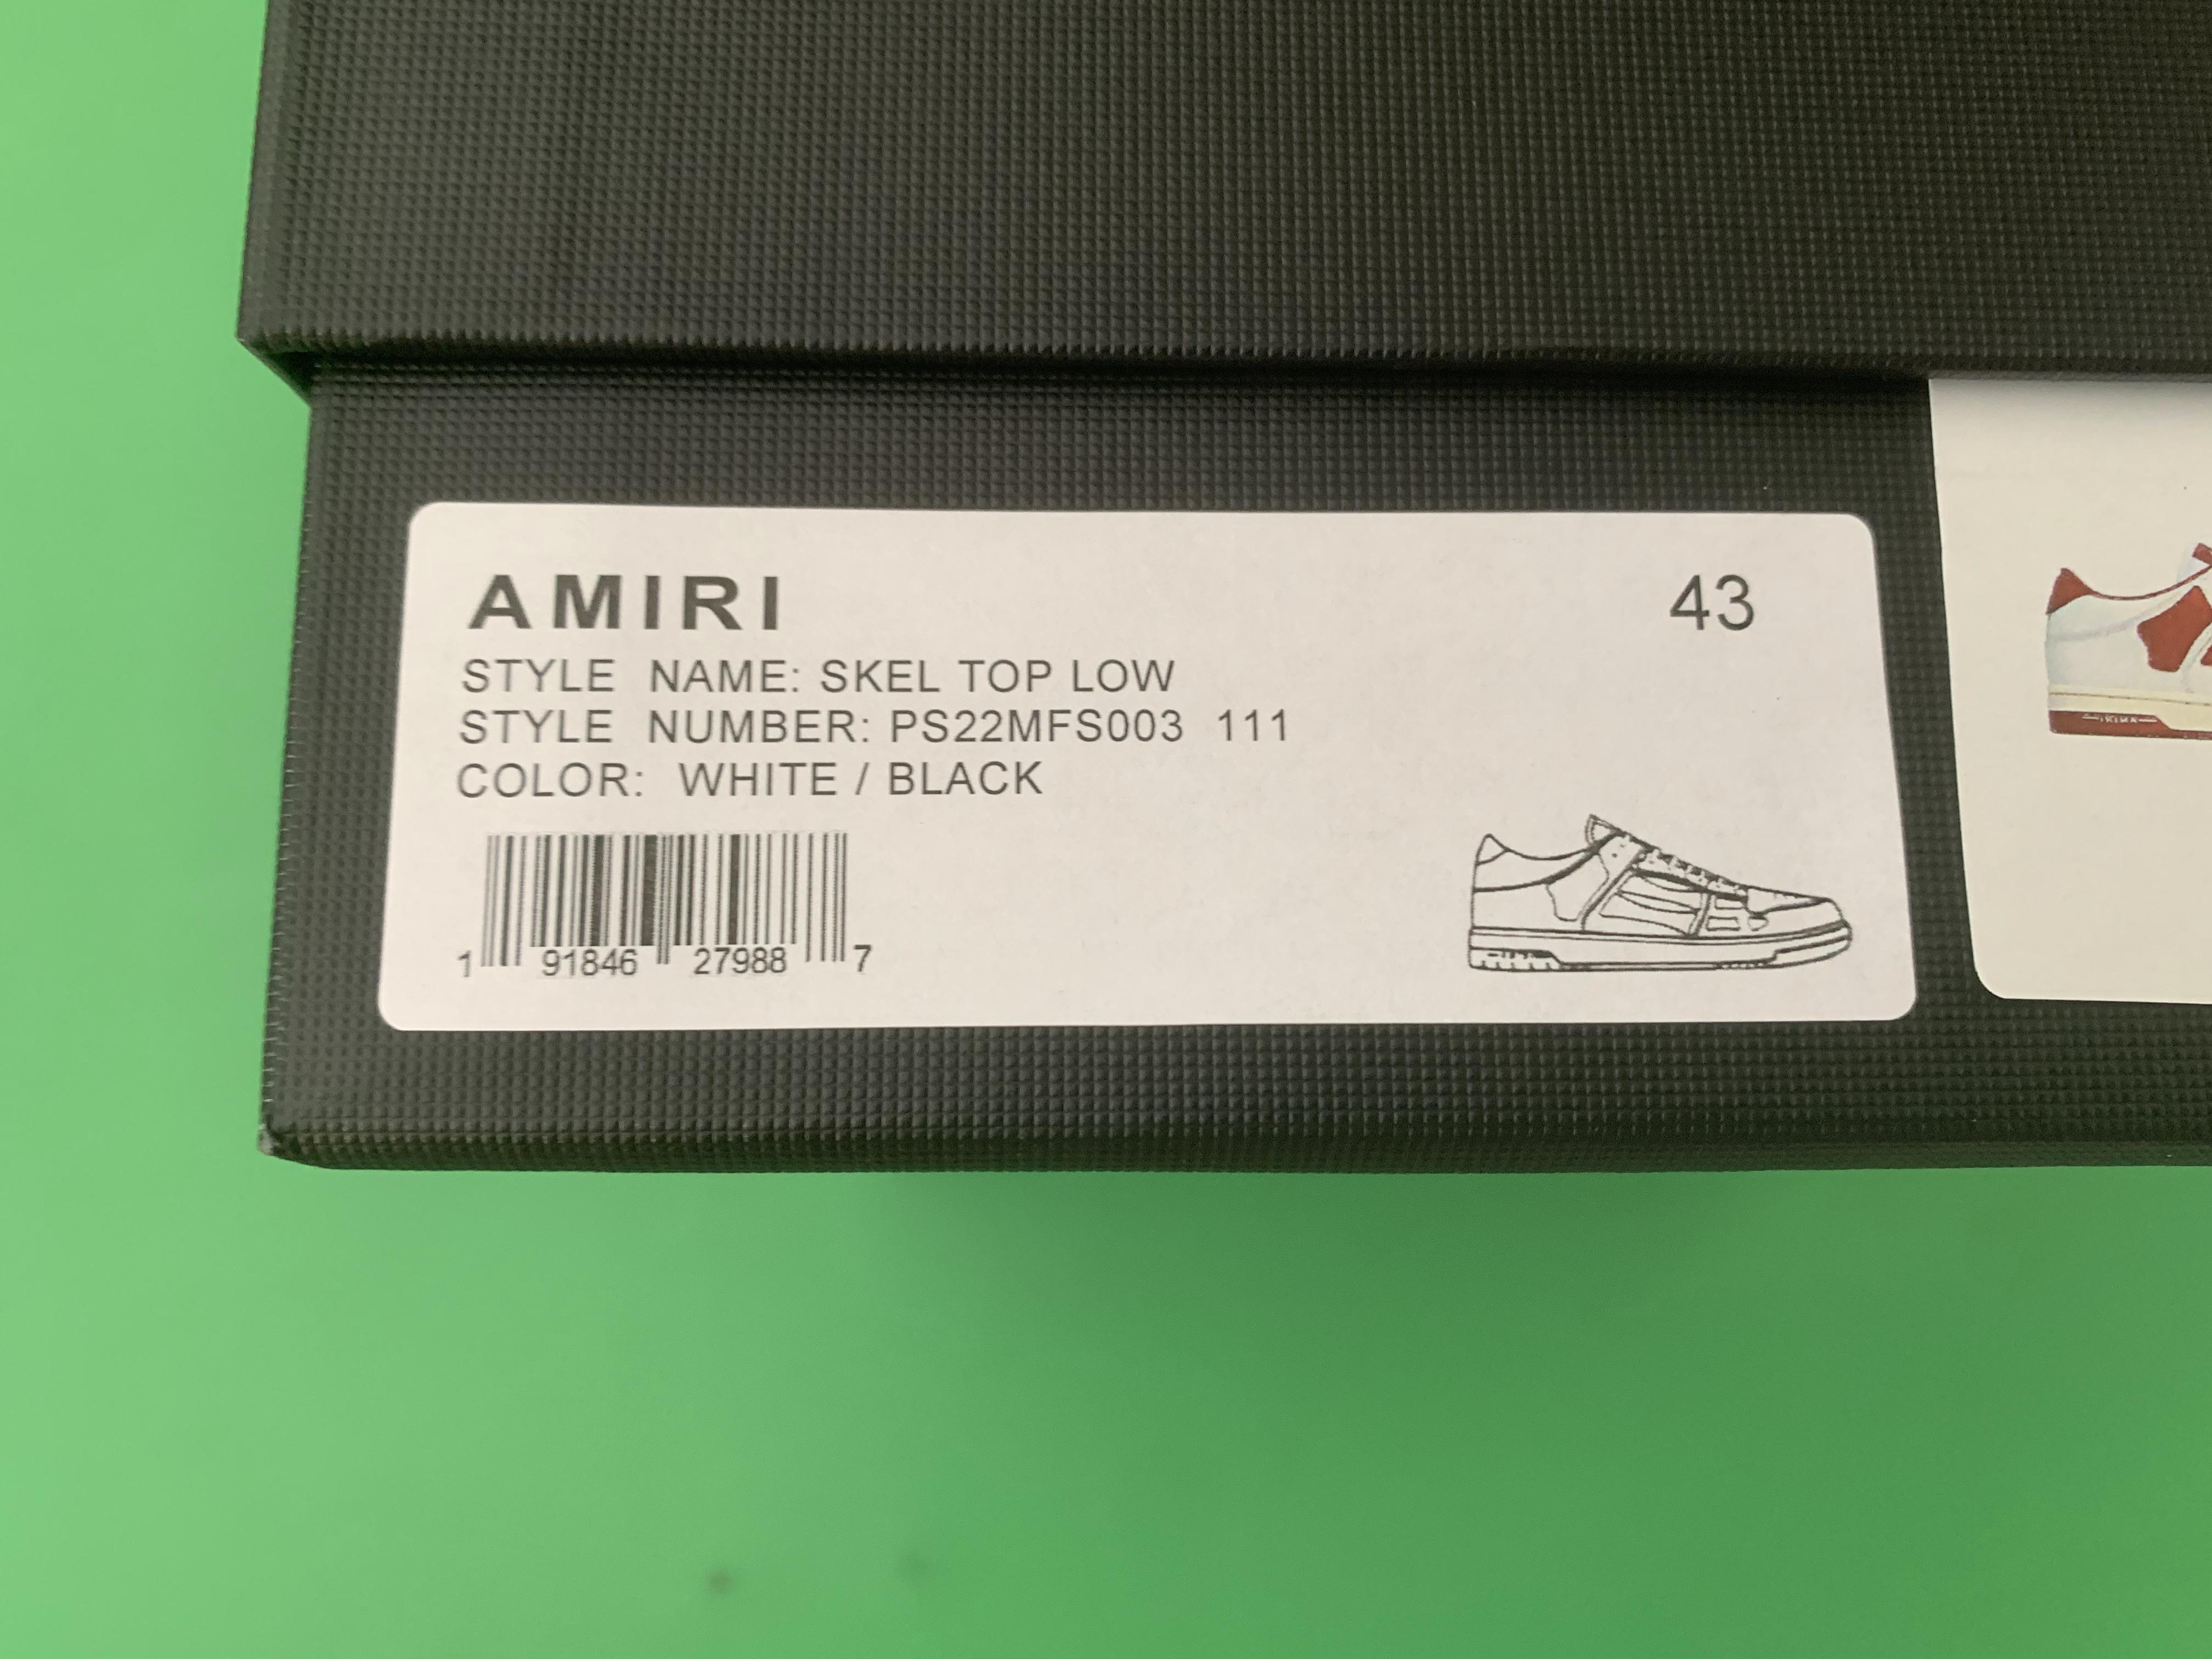 AMIRI
43
STYLE NAME: SKEL TOP LOW
STYLE NUMBER: PS22MFS003 111
COLOR: WHITE / BLACK
1 91846 27988 7